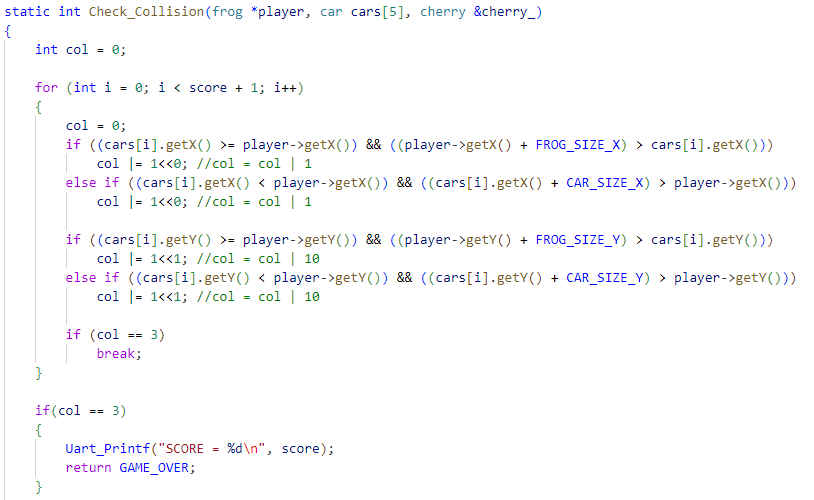 static int Check_Collision(frog *player, car cars[5], cherry &cherry_)
{
    int col = 0;

    for (int i = 0; i < score + 1; i++)
    {
        col = 0;
        if ((cars[i].getX() >= player->getX()) && ((player->getX() + FROG_SIZE_X) > cars[i].getX()))
            col |= 1<<0; //col = col | 1
        else if ((cars[i].getX() < player->getX()) && ((cars[i].getX() + CAR_SIZE_X) > player->getX()))
            col |= 1<<0; //col = col | 1

        if ((cars[i].getY() >= player->getY()) && ((player->getY() + FROG_SIZE_Y) > cars[i].getY()))
            col |= 1<<1; //col = col | 10
        else if ((cars[i].getY() < player->getY()) && ((cars[i].getY() + CAR_SIZE_Y) > player->getY()))
            col |= 1<<1; //col = col | 10

        if (col == 3)
            break;
    }

    if(col == 3)
    {
        Uart_Printf("SCORE = %d\n", score);
        return GAME_OVER;
    }